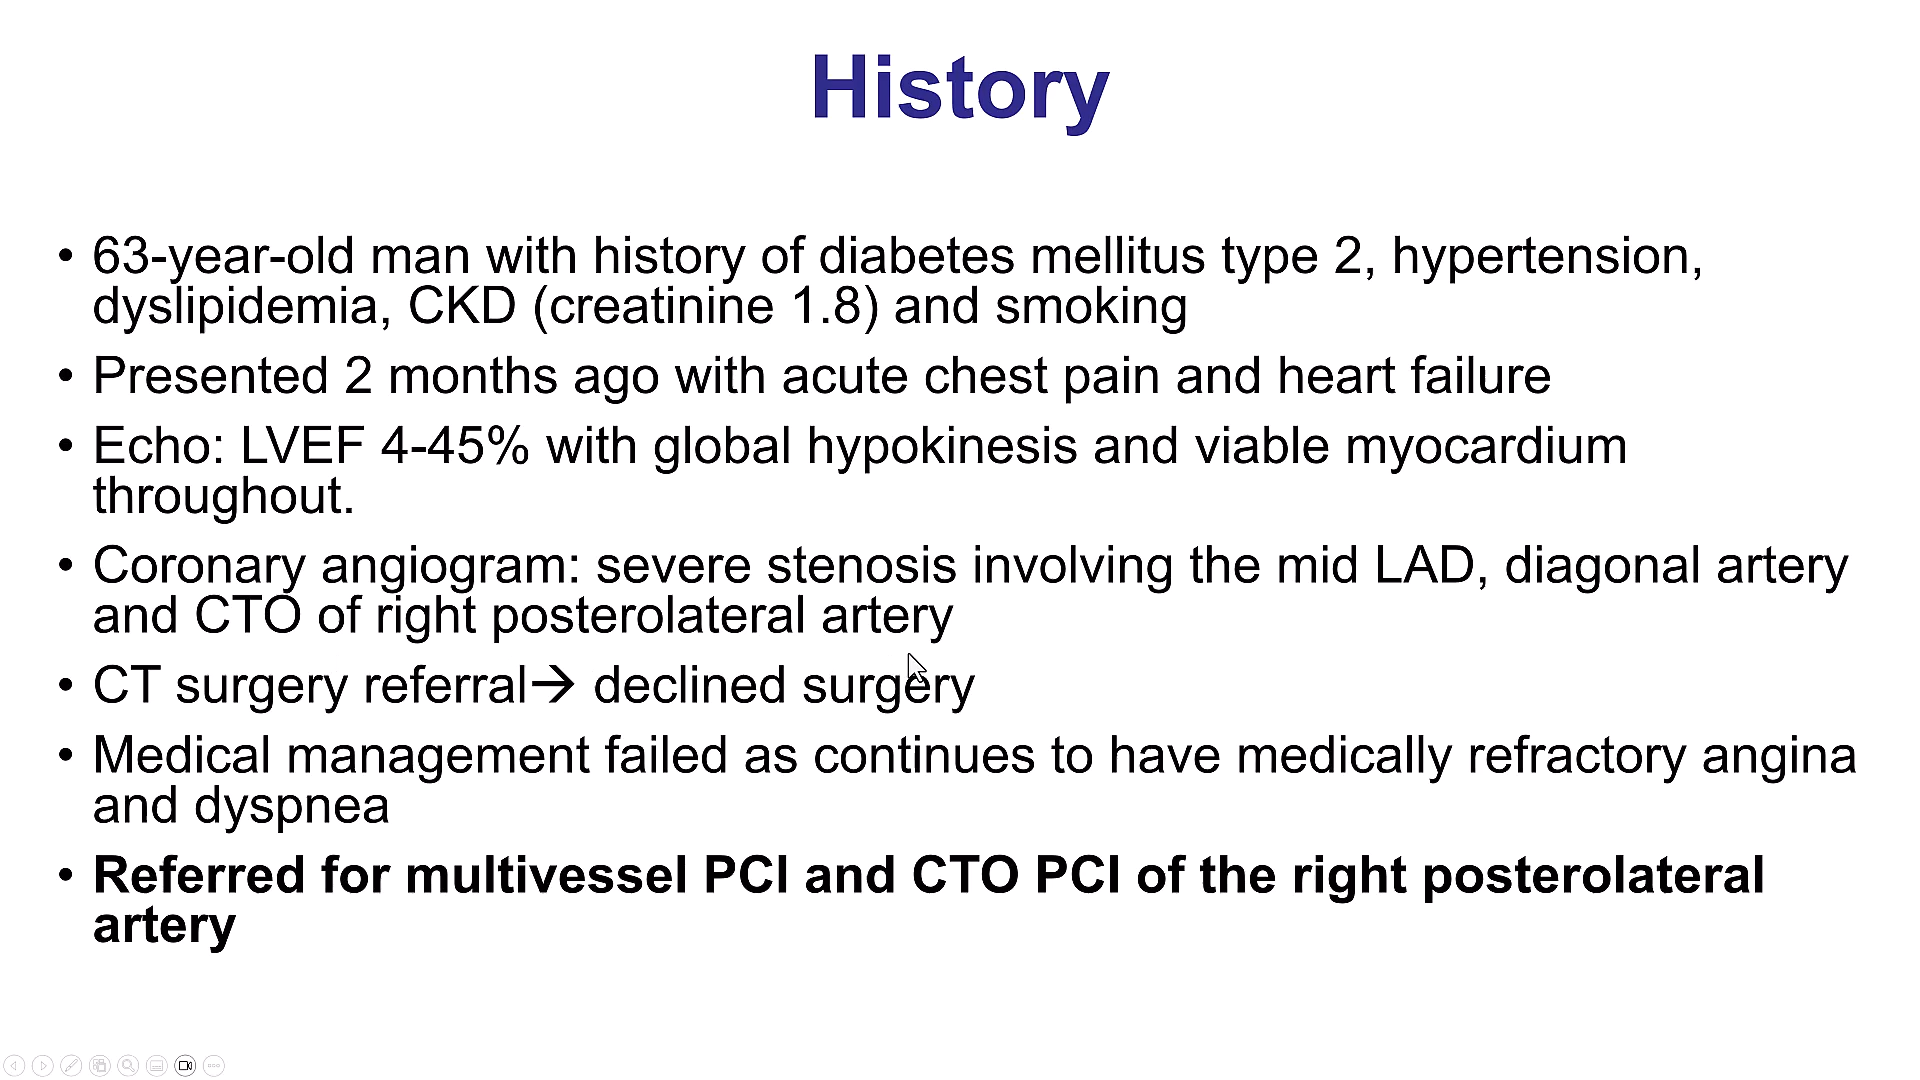 History
• 63-year-old man with history of diabetes mellitus type 2, hypertension,
dyslipidemia, CKD (creatinine 1.8) and smoking
• Presented 2 months ago with acute chest pain and heart failure
• Echo: LVEF 4-45% with global hypokinesis and viable myocardium
throughout.
• Coronary angiogram: severe stenosis involving the mid LAD, diagonal artery
and CTO of right posterolateral artery
• CT surgery referral→ declined surgery
• Medical management failed as continues to have medically refractory angina
and dyspnea
• Referred for multivessel PCI and CTO PCI of the right posterolateral
artery